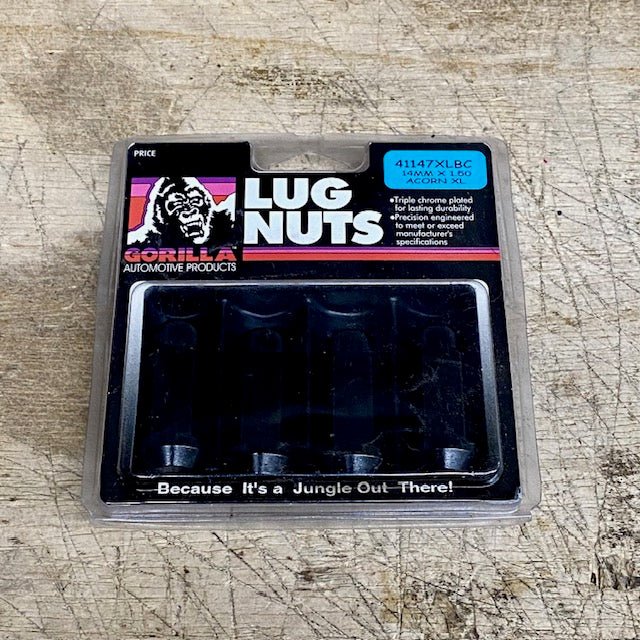 PRICE
41147XLBC
14MM X 1.50
ACORN XL
LUG
NUTS
•Triple chrome plated
for lasting durability
•Precision engineered
to meet or exceed
manufacturer's
specifications
GORILLA
AUTOMOTIVE PRODUCTS
Because It's a Jungle Out There!